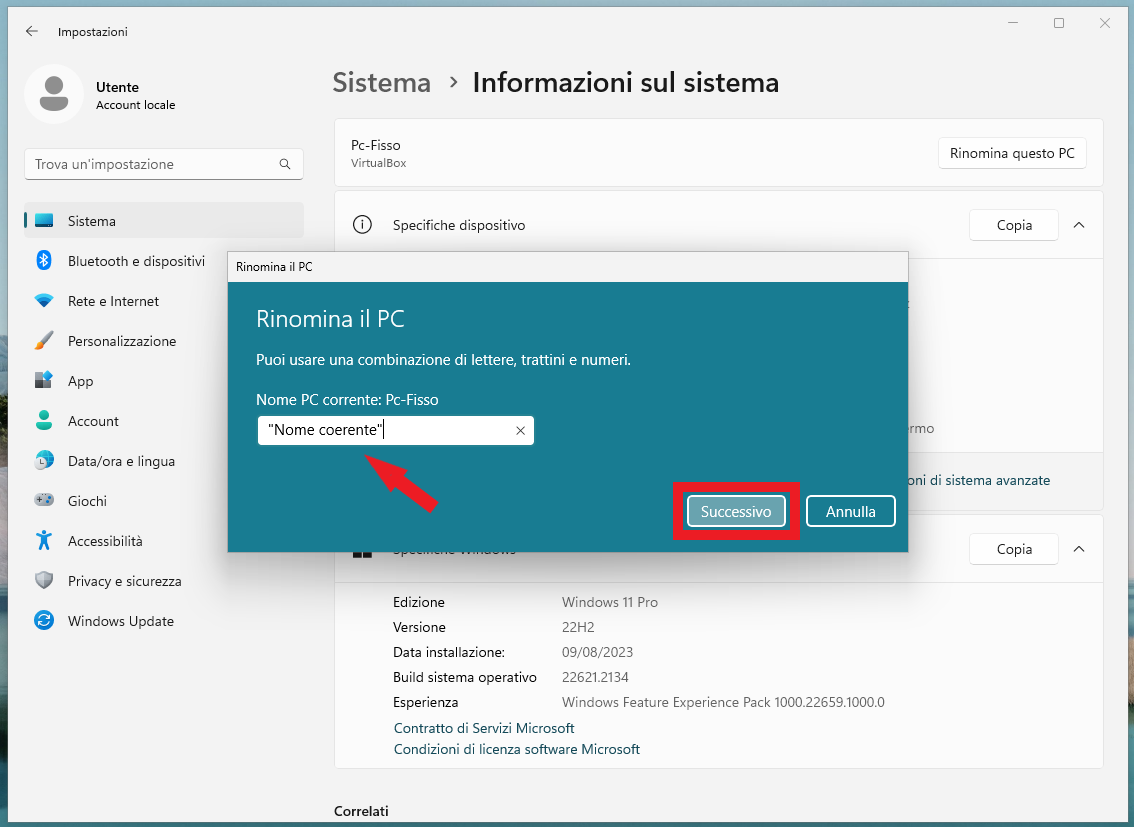 Impostazioni
Utente
Account locale
Trova un'impostazione
Sistema
Bluetooth e dispositivi
Rete e Internet
Personalizzazione
App
Account
Data/ora e lingua
Giochi
Accessibilità
Privacy e sicurezza
Windows Update
Sistema › Informazioni sul sistema
Pc-Fisso
VirtualBox
Rinomina questo PC
Specifiche dispositivo
Copia
Rinomina il PC
Rinomina il PC
Puoi usare una combinazione di lettere, trattini e numeri.
Nome PC corrente: Pc-Fisso
"Nome coerente"
Successivo
Annulla
ermo
oni di sistema avanzate
Specifiche Windows
Copia
Edizione Windows 11 Pro
Versione 22H2
Data installazione: 09/08/2023
Build sistema operativo 22621.2134
Esperienza Windows Feature Experience Pack 1000.22659.1000.0
Contratto di Servizi Microsoft
Condizioni di licenza software Microsoft
Correlati